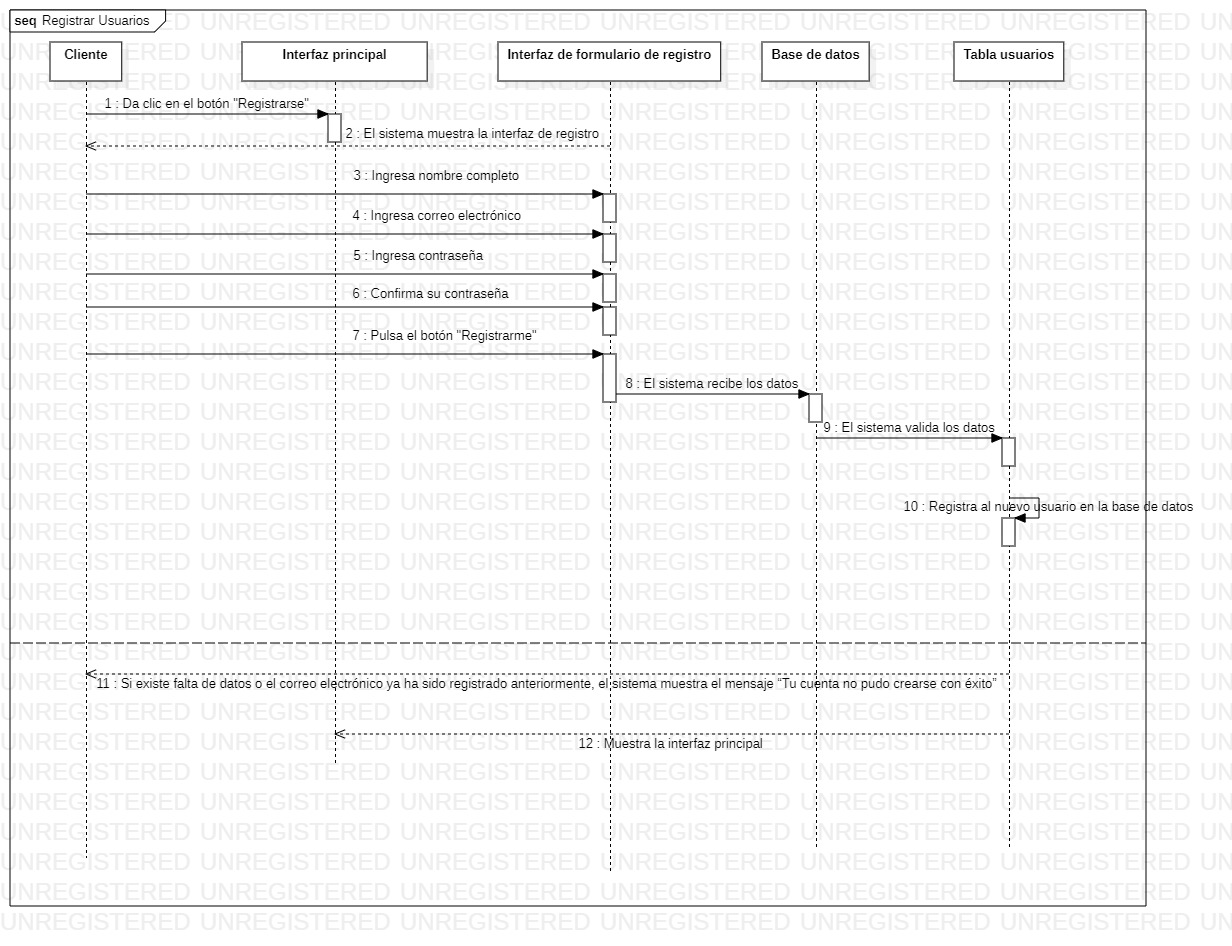 seq Registrar Usuarios
Cliente
Interfaz principal
Interfaz de formulario de registro
Base de datos
Tabla usuarios
1 : Da clic en el botón "Registrarse"
2 : El sistema muestra la interfaz de registro
3 : Ingresa nombre completo
4 : Ingresa correo electrónico
5 : Ingresa contraseña
6 : Confirma su contraseña
7 : Pulsa el botón "Registrarme"
8 : El sistema recibe los datos
9 : El sistema valida los datos
10 : Registra al nuevo usuario en la base de datos
11 : Si existe falta de datos o el correo electrónico ya ha sido registrado anteriormente, el sistema muestra el mensaje “Tu cuenta no pudo crearse con éxito”
12 : Muestra la interfaz principal
UNREGISTERED